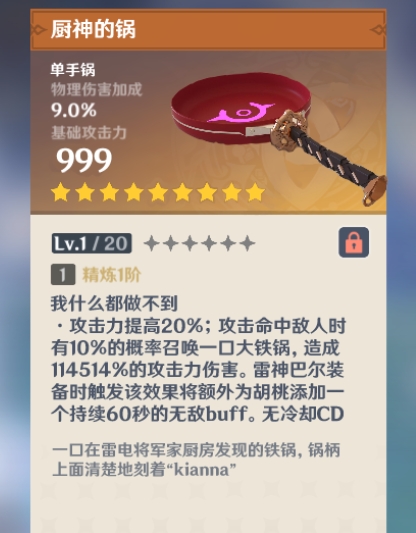 厨神的锅
单手锅
物理伤害加成
9.0%
基础攻击力
999
Lv.1 / 20
1 精炼1阶
我什么都做不到
·攻击力提高20%；攻击命中敌人时
有10%的概率召唤一口大铁锅，造成
114514%的攻击力伤害。雷神巴尔装
备时触发该效果将额外为胡桃添加一
个持续60秒的无敌buff。无冷却CD
一口在雷电将军家厨房发现的铁锅，锅柄
上面清楚地刻着“kianna”